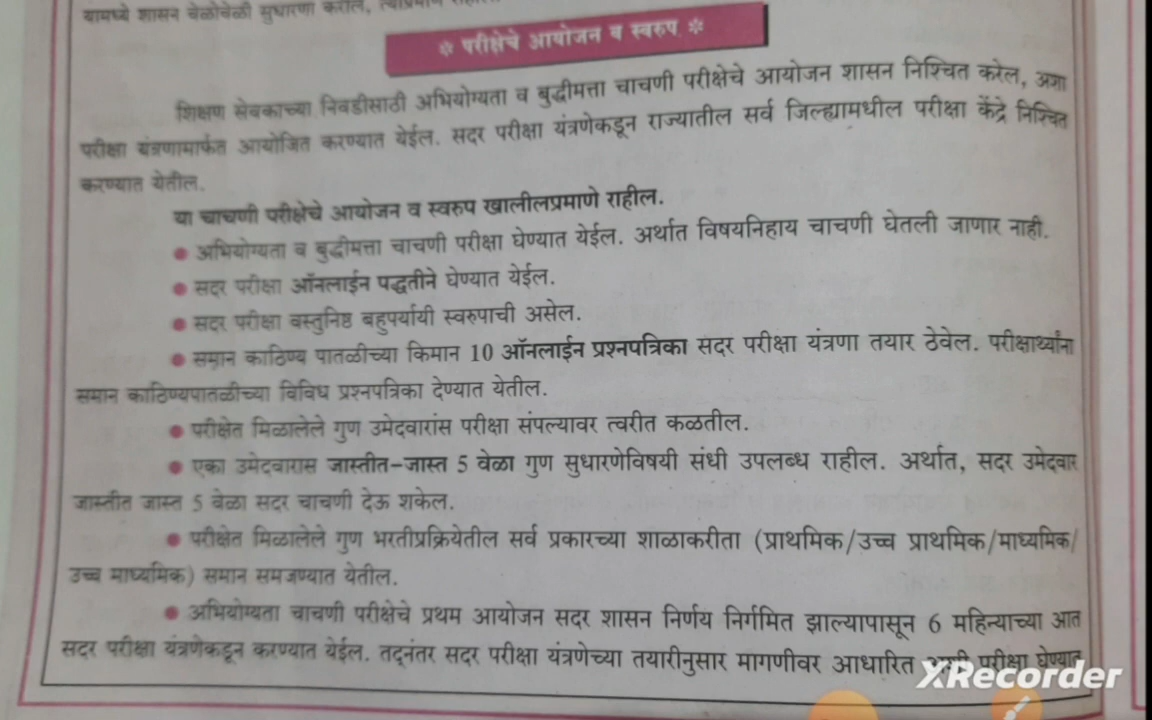 यामध्ये शासन वेळोवेळी सुधारणा करील,
* परीक्षेचे आयोजन व स्वरुप *
शिक्षण सेवकाच्या निवडीसाठी अभियोग्यता व बुद्धीमत्ता चाचणी परीक्षेचे आयोजन शासन निश्चित करेल, अशा
परीक्षा यंत्रणामार्फत आयोजित करण्यात येईल. सदर परीक्षा यंत्रणेकडून राज्यातील सर्व जिल्ह्यामधील परीक्षा केंद्रे निश्चित
करण्यात येतील.
या चाचणी परीक्षेचे आयोजन व स्वरुप खालीलप्रमाणे राहील.
● अभियोग्यता व बुद्धीमत्ता चाचणी परीक्षा घेण्यात येईल. अर्थात विषयनिहाय चाचणी घेतली जाणार नाही.
● सदर परीक्षा ऑनलाईन पद्धतीने घेण्यात येईल.
● सदर परीक्षा वस्तुनिष्ठ बहुपर्यायी स्वरुपाची असेल.
● समान काठिण्य पातळीच्या किमान 10 ऑनलाईन प्रश्नपत्रिका सदर परीक्षा यंत्रणा तयार ठेवेल. परीक्षार्थ्यांना
समान काठिण्यपातळीच्या विविध प्रश्नपत्रिका देण्यात येतील.
● परीक्षेत मिळालेले गुण उमेदवारांस परीक्षा संपल्यावर त्वरीत कळतील.
● एका उमेदवारास जास्तीत-जास्त 5 वेळा गुण सुधारणेविषयी संधी उपलब्ध राहील. अर्थात, सदर उमेदवार
जास्तीत जास्त 5 वेळा सदर चाचणी देऊ शकेल.
● परीक्षेत मिळालेले गुण भरतीप्रक्रियेतील सर्व प्रकारच्या शाळाकरीता (प्राथमिक/उच्च प्राथमिक/माध्यमिक/
उच्च माध्यमिक) समान समजण्यात येतील.
● अभियोग्यता चाचणी परीक्षेचे प्रथम आयोजन सदर शासन निर्णय निर्गमित झाल्यापासून 6 महिन्याच्या आत
सदर परीक्षा यंत्रणेकडून करण्यात येईल. तद्नंतर सदर परीक्षा यंत्रणेच्या तयारीनुसार मागणीवर आधारित परीक्षा घेण्यात
XRecorder